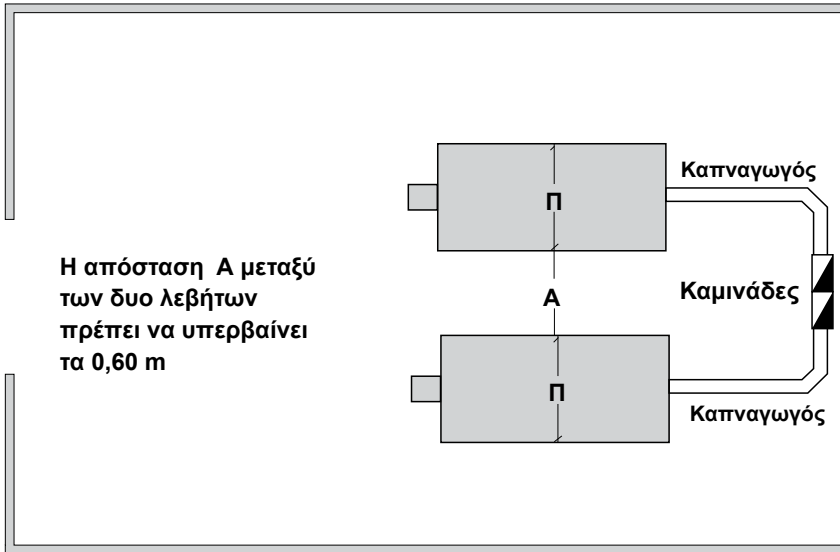 Καπναγωγός
Π
Η απόσταση Α μεταξύ
των δυο λεβήτων
πρέπει να υπερβαίνει
τα 0,60 m
Α
Καμινάδες
Π
Καπναγωγός